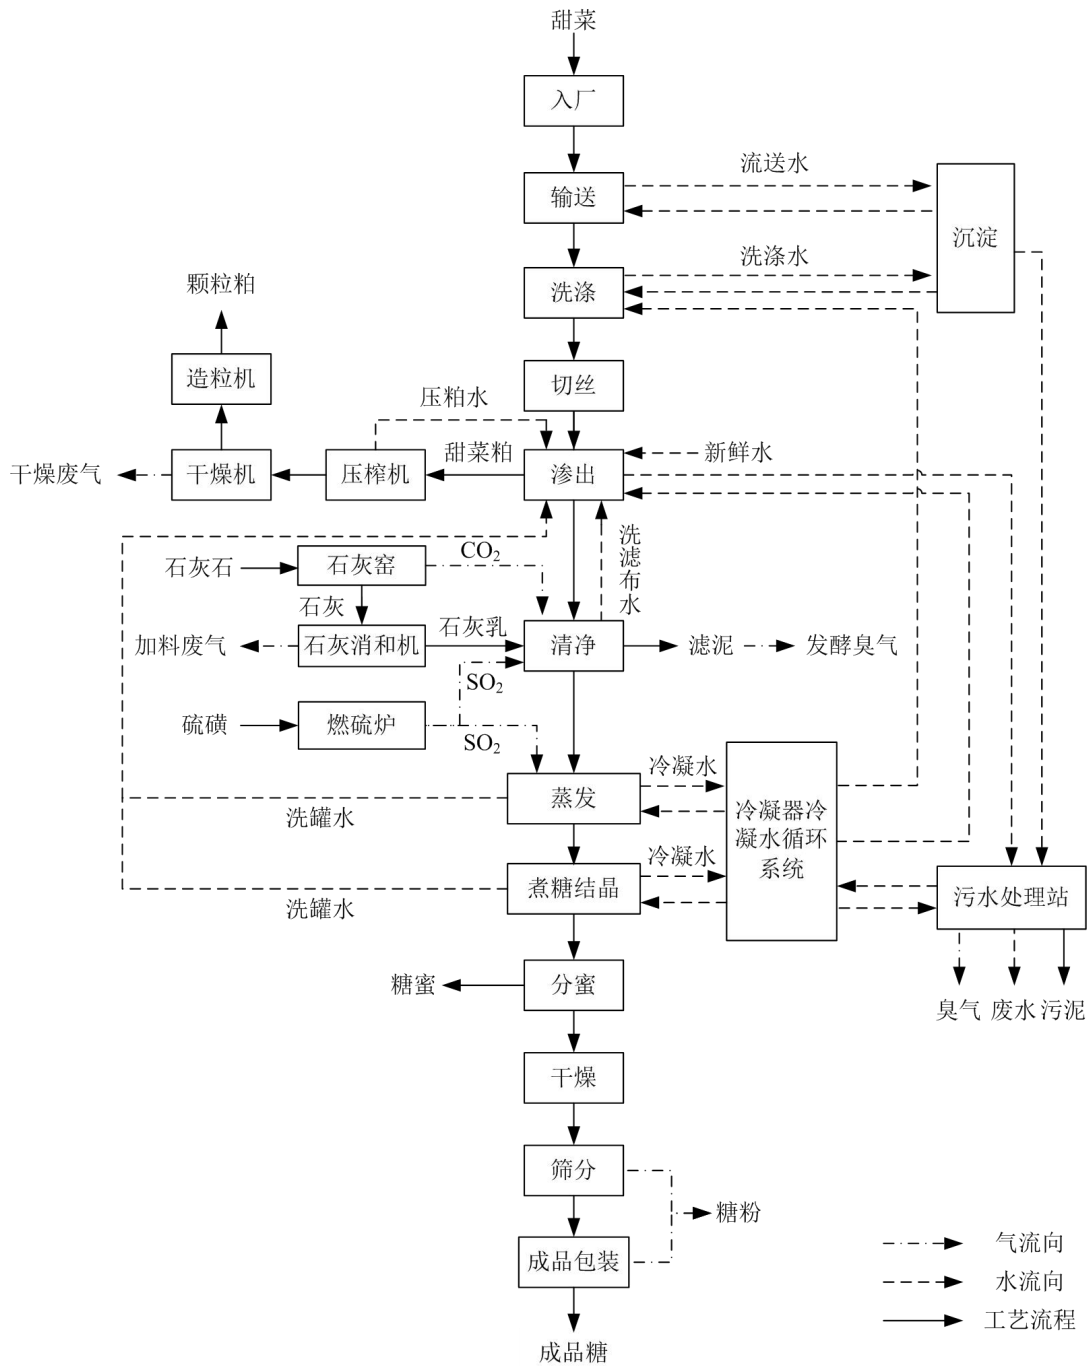 甜菜
入厂
流送水
输送
沉淀
洗涤水
颗粒粕
洗涤
造粒机
切丝
压粕水
甜菜粕
新鲜水
干燥废气
干燥机
压榨机
渗出
洗滤布水
CO₂
石灰石
石灰窑
石灰
石灰乳
加料废气
石灰消和机
清净
滤泥
发酵臭气
SO₂
硫磺
燃硫炉
SO₂
冷凝水
蒸发
冷凝器冷
凝水循环
系统
洗罐水
冷凝水
煮糖结晶
污水处理站
洗罐水
糖蜜
分蜜
臭气
废水
污泥
干燥
筛分
糖粉
气流向
成品包装
水流向
工艺流程
成品糖